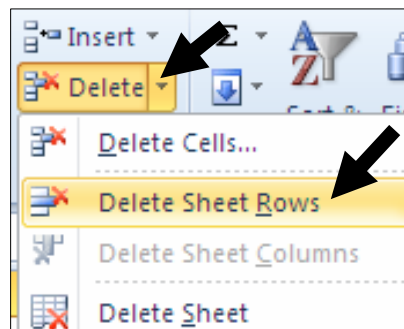 Insert
Σ
A
Z
Delete
Delete Cells...
Delete Sheet Rows
Delete Sheet Columns
Delete Sheet